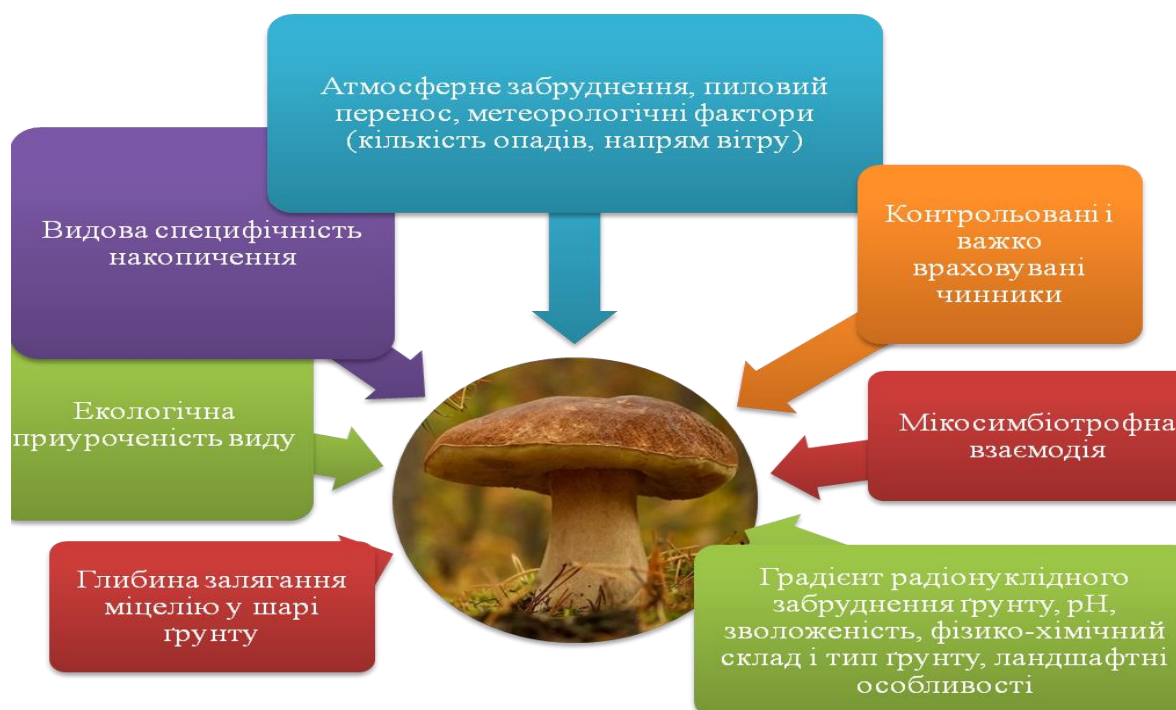 Атмосферне забруднення, пиловий
перенос, метеорологічні фактори
(кількість опадів, напрям вітру)
Видова специфічність
накопичення
Контрольовані і
важко
враховувані
чинники
Екологічна
приуроченість виду
Мікосимбіотрофна
взаємодія
Глибина залягання
міцелію у шарі
ґрунту
Градієнт радіонуклідного
забруднення ґрунту, рН,
зволоженість, фізико-хімічний
склад і тип ґрунту, ландшафтні
особливості